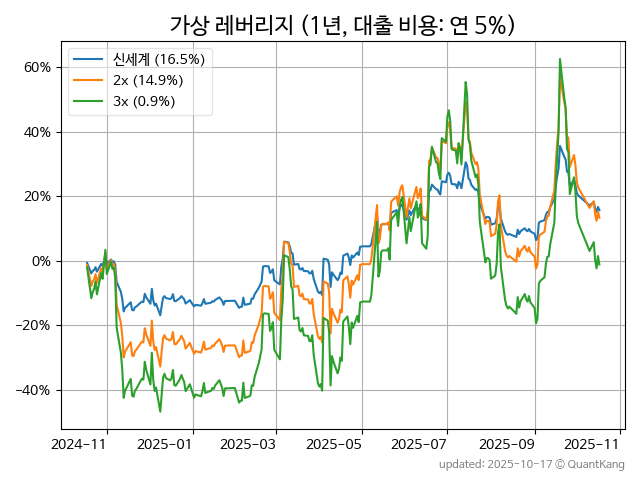 가상 레버리지 (1년, 대출 비용: 연 5%)
신세계 (16.5%)
2x (14.9%)
3x (0.9%)
60%
40%
20%
0%
−20%
−40%
2024-11 2025-01 2025-03 2025-05 2025-07 2025-09 2025-11
updated: 2025-10-17 © QuantKang